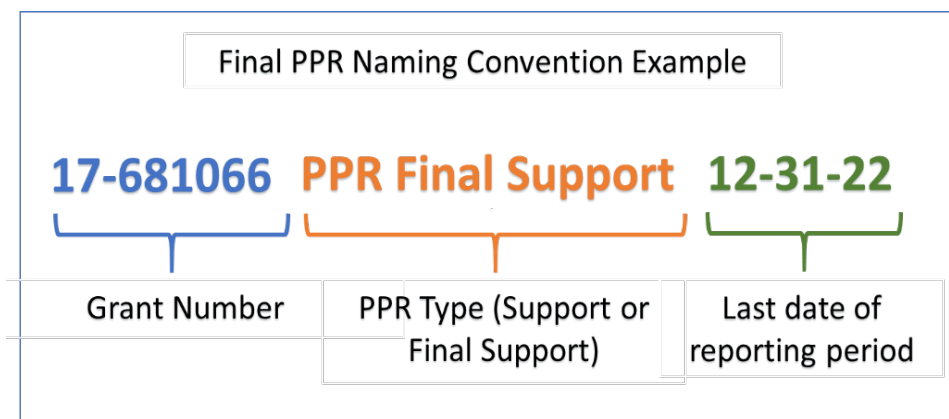 Final PPR Naming Convention Example
17-681066 PPR Final Support 12-31-22
Grant Number
PPR Type (Support or
Final Support)
Last date of
reporting period